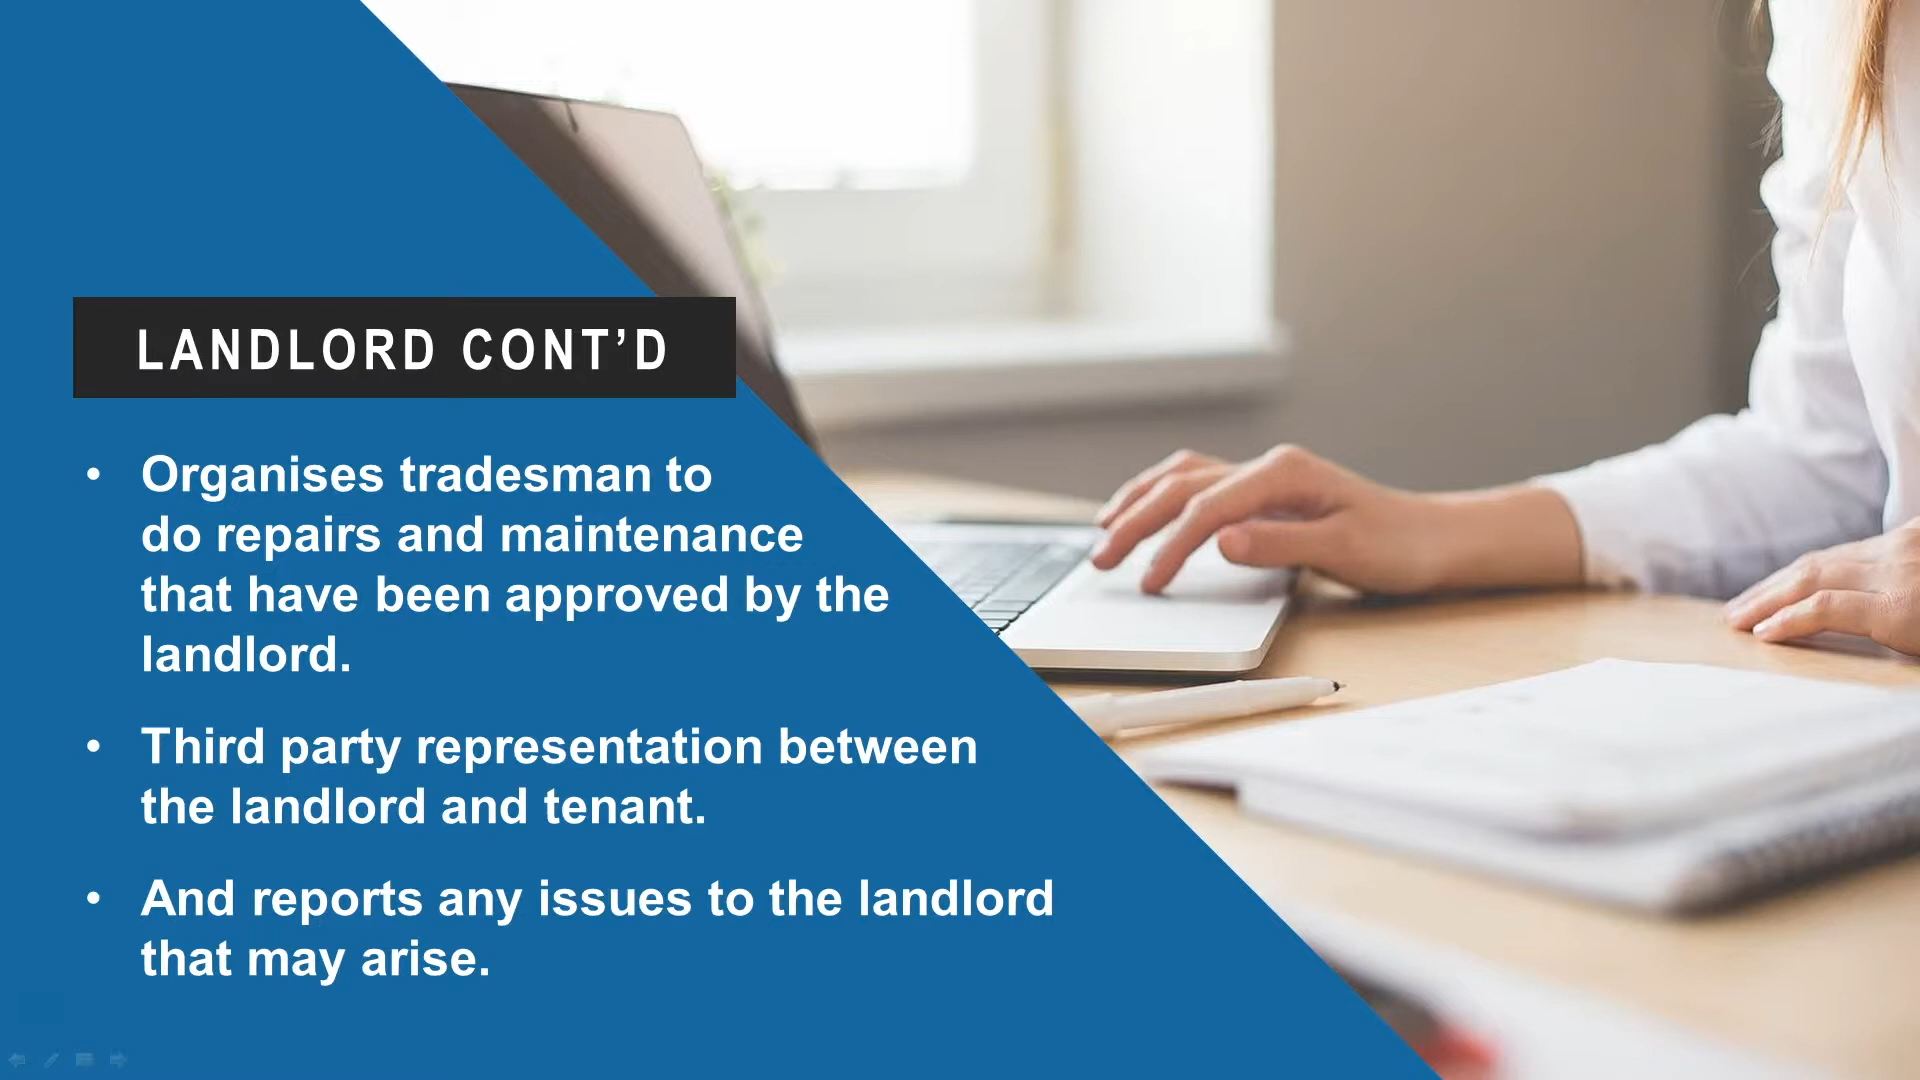 LANDLORD CONT’D
• Organises tradesman to
do repairs and maintenance
that have been approved by the
landlord.
• Third party representation between
the landlord and tenant.
• And reports any issues to the landlord
that may arise.